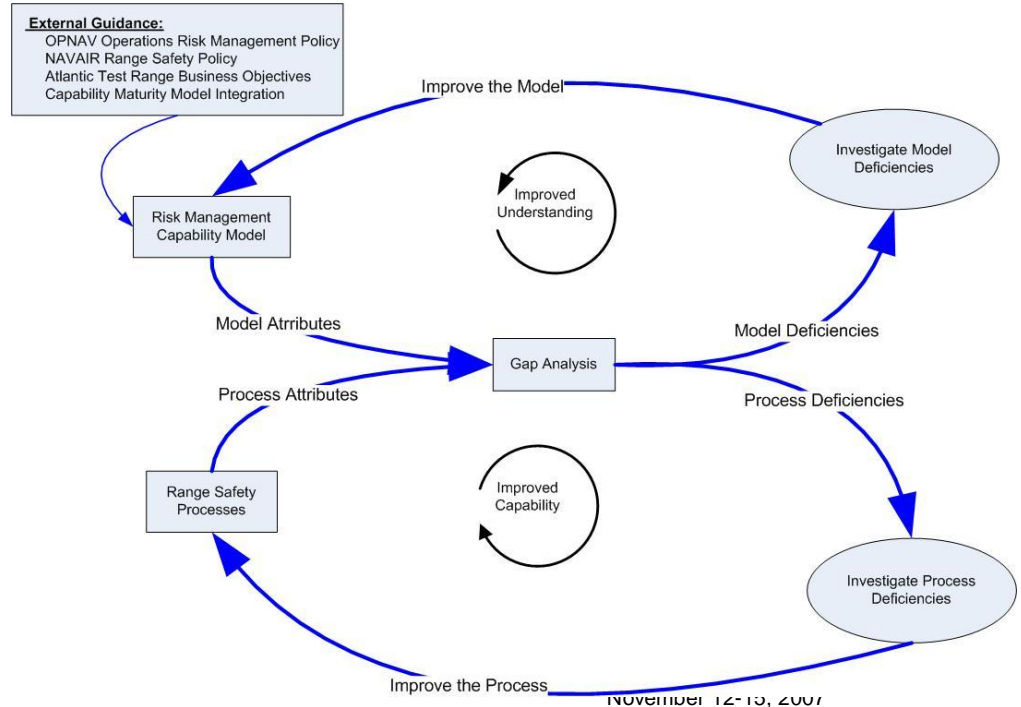 External Guidance:
OPNAV Operations Risk Management Policy
NAVAIR Range Safety Policy
Atlantic Test Range Business Objectives
Capability Maturity Model Integration
Improve the Model
Investigate Model
Deficiencies
Improved
Understanding
Risk Management
Capability Model
Model Atrributes
Model Deficiencies
Gap Analysis
Process Attributes
Process Deficiencies
Range Safety
Processes
Improved
Capability
Investigate Process
Deficiencies
Improve the Process
November 12-15, 2007